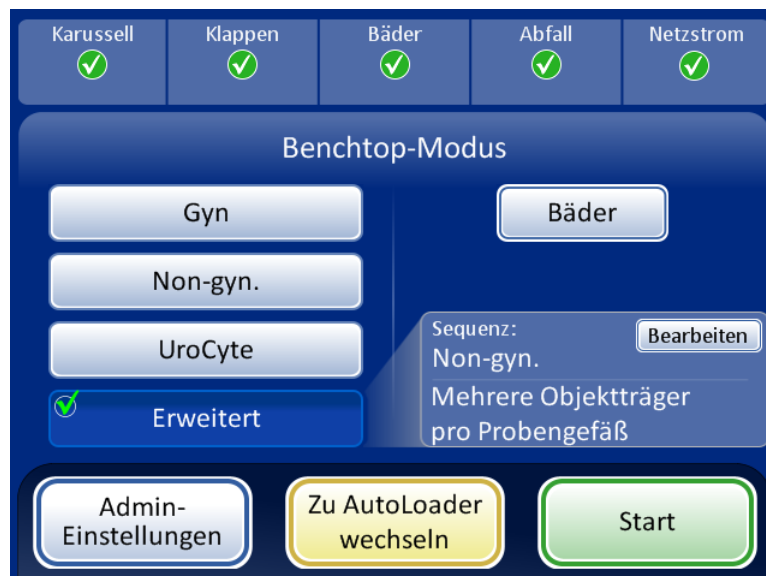 Karussell
Klappen
Bäder
Abfall
Netzstrom
Benchtop-Modus
Gyn
Bäder
Non-gyn.
UroCyte
Sequenz:
Bearbeiten
Non-gyn.
Erweitert
Mehrere Objektträger
pro Probengefäß
Admin-
Einstellungen
Zu AutoLoader
wechseln
Start